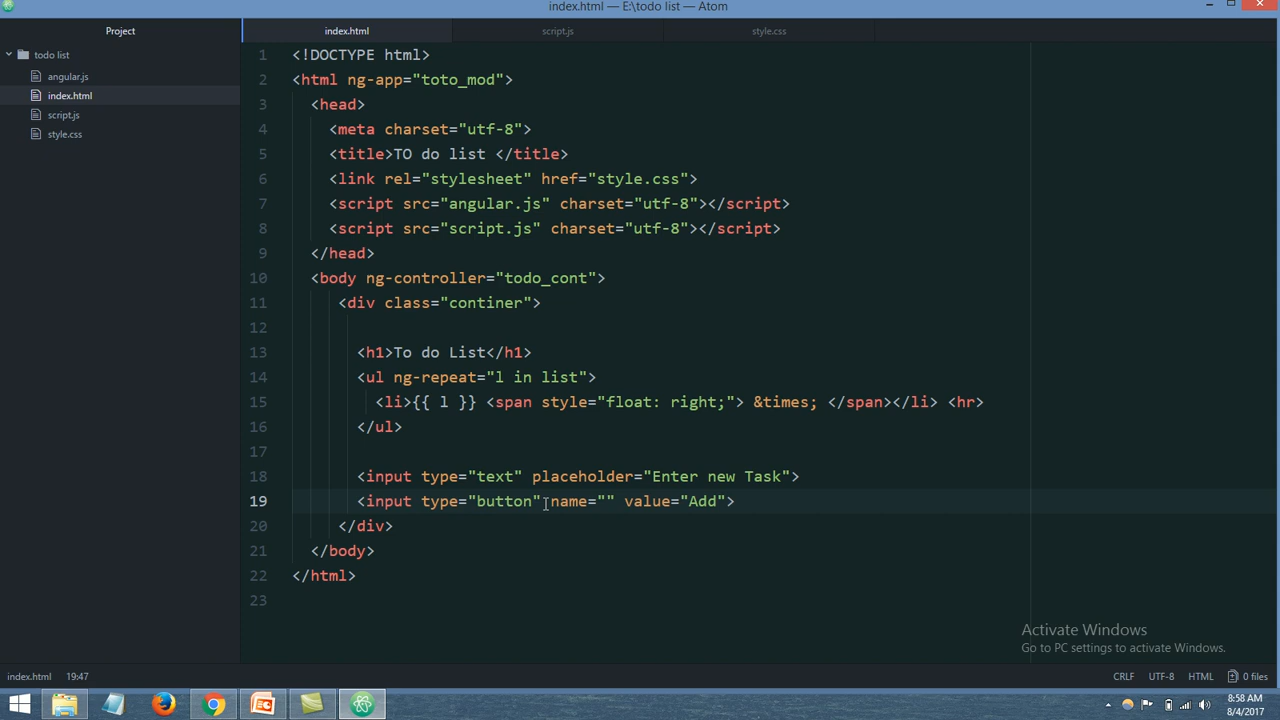 index.html — E:\todo list — Atom
Project
index.html
script.js
style.css
todo list
angular.js
index.html
script.js
style.css
1 <!DOCTYPE html>
2 <html ng-app="toto_mod">
3 <head>
4 <meta charset="utf-8">
5 <title>TO do list </title>
6 <link rel="stylesheet" href="style.css">
7 <script src="angular.js" charset="utf-8"></script>
8 <script src="script.js" charset="utf-8"></script>
9 </head>
10 <body ng-controller="todo_cont">
11 <div class="continer">
12
13 <h1>To do List</h1>
14 <ul ng-repeat="l in list">
15 <li>{{ l }} <span style="float: right;"> &times; </span></li> <hr>
16 </ul>
17
18 <input type="text" placeholder="Enter new Task">
19 <input type="button" name="" value="Add">
20 </div>
21 </body>
22 </html>
23
Activate Windows
Go to PC settings to activate Windows.
index.html 19:47 CRLF UTF-8 HTML 0 files
8:58 AM
8/4/2017